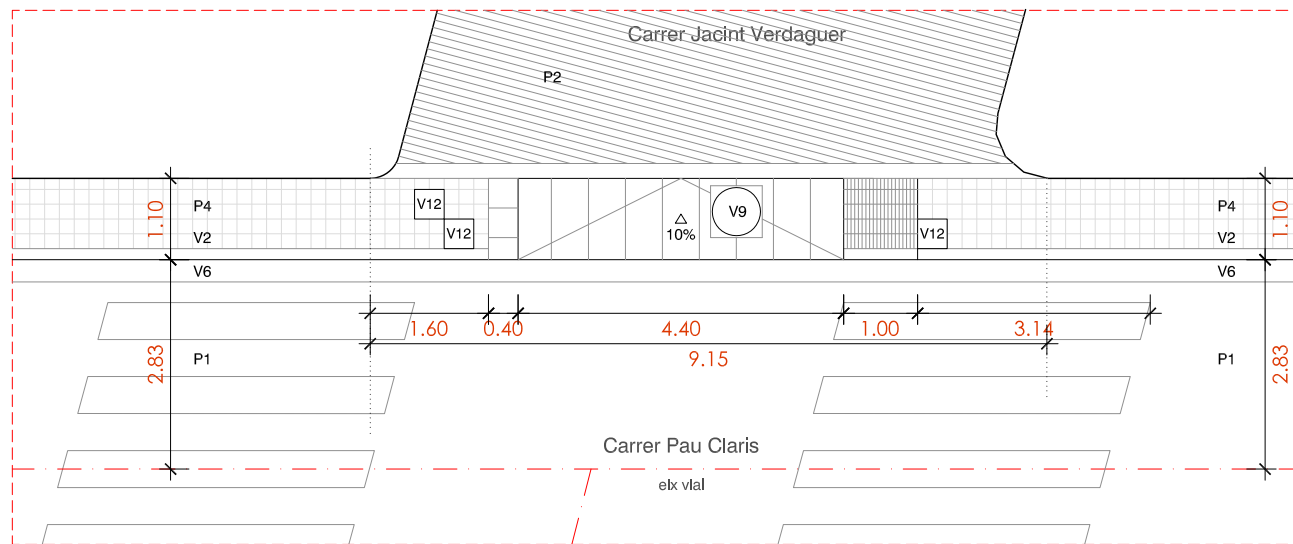 Carrer Jacint Verdaguer
P2
P4
V12
V9
P4
1.10
10%
1.10
V2
V12
V12
V2
V6
V6
1.60
0.40
4.40
1.00
3.14
2.83
P1
9.15
P1
2.83
Carrer Pau Claris
eix vial